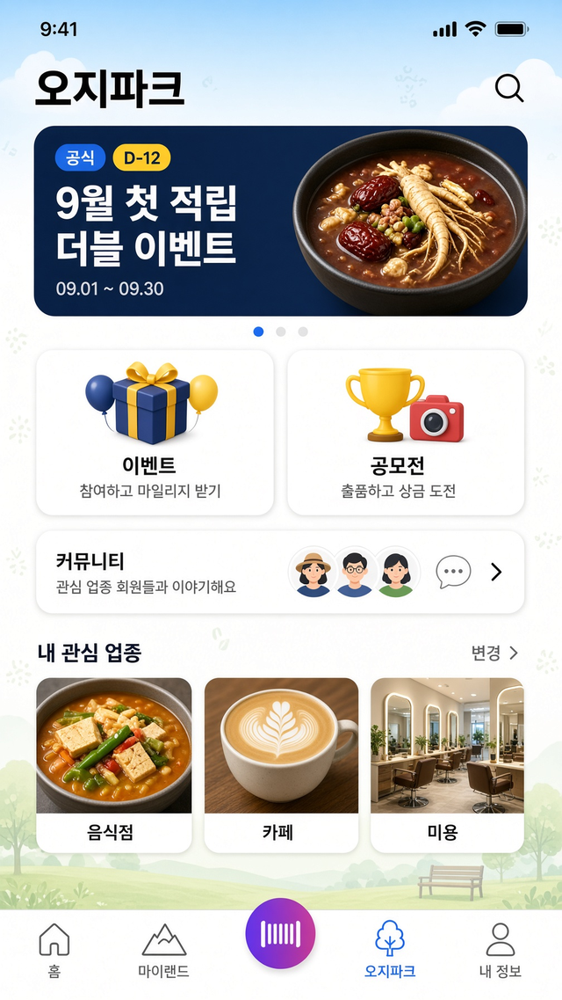 9:41
오지파크
공식 D-12
9월 첫 적립
더블 이벤트
09.01 ~ 09.30
이벤트
참여하고 마일리지 받기
공모전
출품하고 상금 도전
커뮤니티
관심 업종 회원들과 이야기해요
내 관심 업종
변경
음식점
카페
미용
홈
마이랜드
오지파크
내 정보